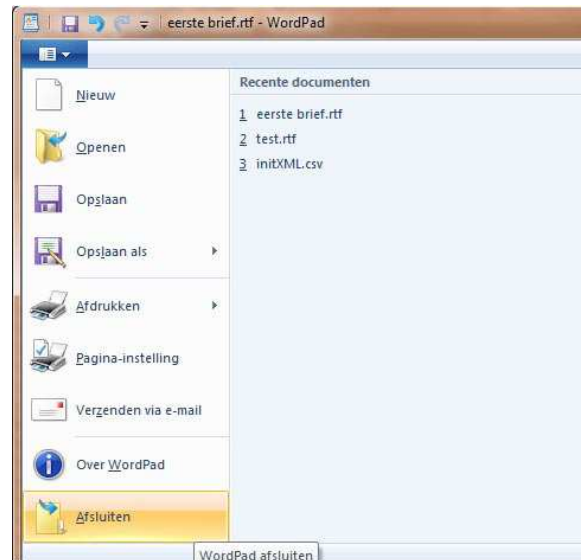 eerste brief.rtf - WordPad
Nieuw
Openen
Opslaan
Opslaan als
Afdrukken
Pagina-instelling
Verzenden via e-mail
Over WordPad
Afsluiten
Recente documenten
1 eerste brief.rtf
2 test.rtf
3 initXML.csv
WordPad afsluiten